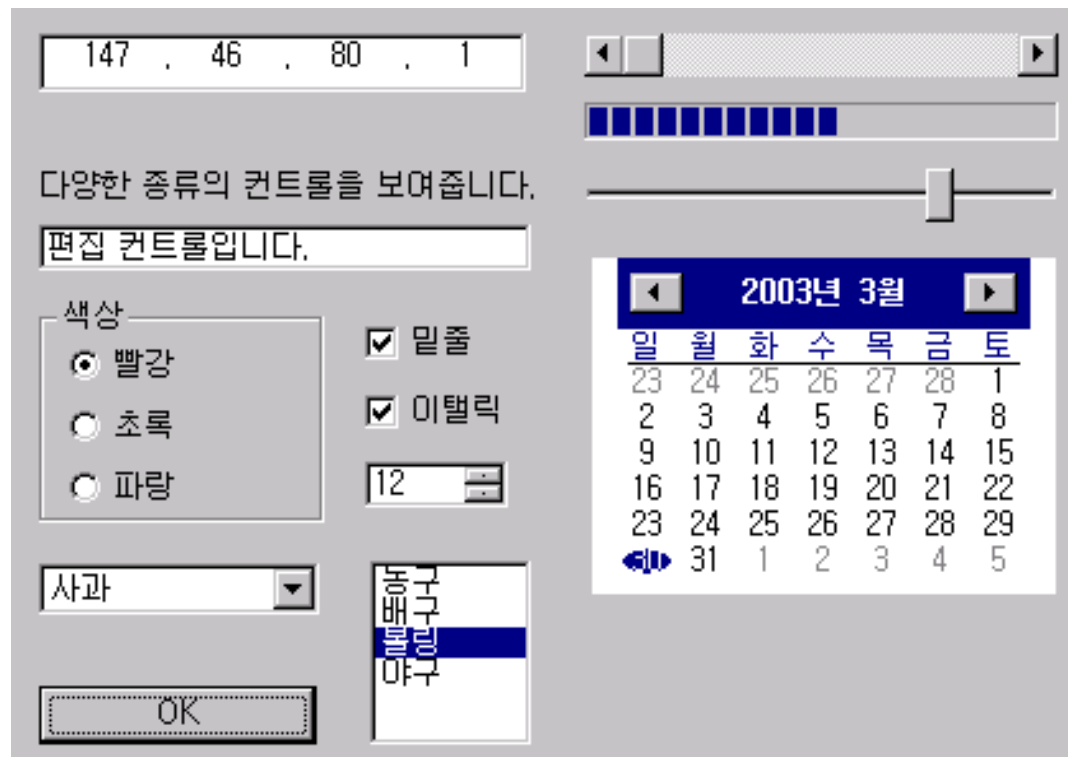 147 . 46 . 80 . 1
다양한 종류의 컨트롤을 보여줍니다.
편집 컨트롤입니다.
색상
빨강
초록
파랑
밑줄
이탤릭
12
사과
농구
배구
볼링
야구
OK
2003년 3월
일 월 화 수 목 금 토
23 24 25 26 27 28 1
2 3 4 5 6 7 8
9 10 11 12 13 14 15
16 17 18 19 20 21 22
23 24 25 26 27 28 29
30 31 1 2 3 4 5